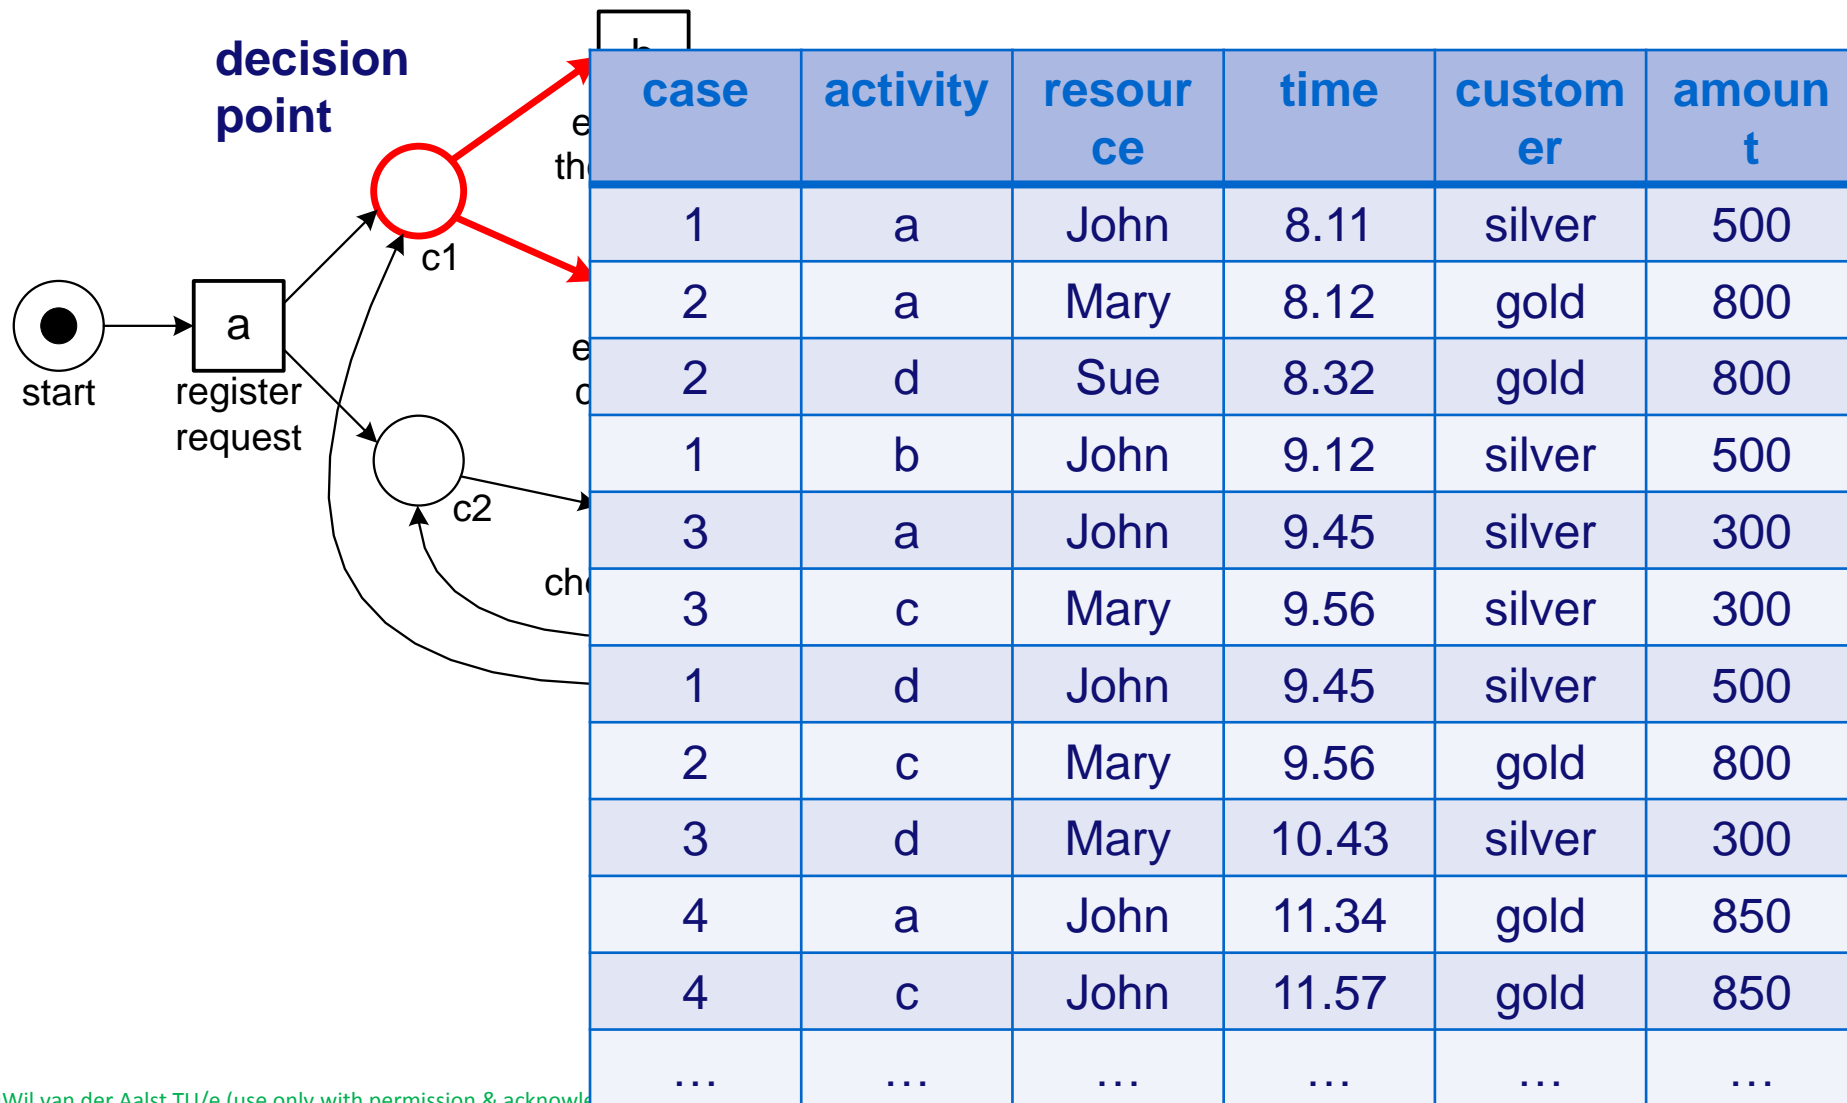 decision
point
c1
start
a
register
request
c2
case activity resour
ce time custom
er amoun
t
1 a John 8.11 silver 500
2 a Mary 8.12 gold 800
2 d Sue 8.32 gold 800
1 b John 9.12 silver 500
3 a John 9.45 silver 300
3 c Mary 9.56 silver 300
1 d John 9.45 silver 500
2 c Mary 9.56 gold 800
3 d Mary 10.43 silver 300
4 a John 11.34 gold 850
4 c John 11.57 gold 850
... ... ... ... ... ...
Wil van der Aalst TU/e (use only with permission &